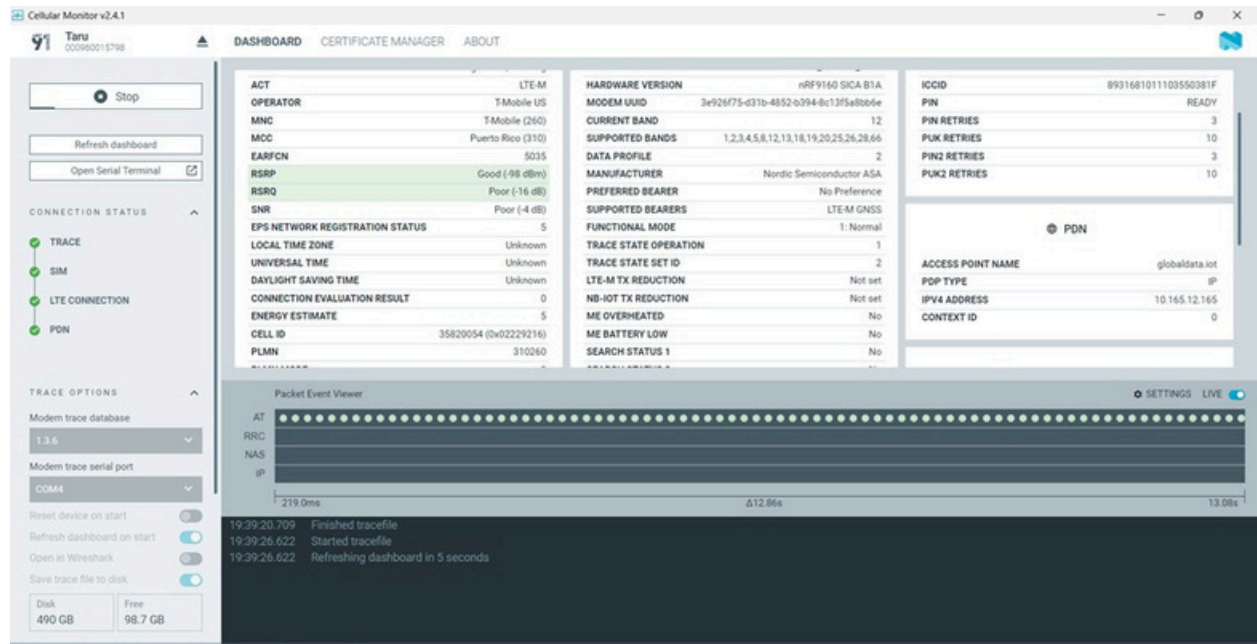 Cellular Monitor v2.4.1
Taru
000960015798
DASHBOARD CERTIFICATE MANAGER ABOUT
Stop
Refresh dashboard
Open Serial Terminal
CONNECTION STATUS
TRACE
SIM
LTE CONNECTION
PDN
TRACE OPTIONS
Modem trace database
1.3.6
Modem trace serial port
COM4
Reset device on start
Refresh dashboard on start
Open in Wireshark
Save trace file to disk
Disk
490 GB
Free
98.7 GB
ACT LTE-M
OPERATOR T-Mobile US
MNC T-Mobile (260)
MCC Puerto Rico (310)
EARFCN 5035
RSRP Good (-98 dBm)
RSRQ Poor (-16 dB)
SNR Poor (-4 dB)
EPS NETWORK REGISTRATION STATUS 5
LOCAL TIME ZONE Unknown
UNIVERSAL TIME Unknown
DAYLIGHT SAVING TIME Unknown
CONNECTION EVALUATION RESULT 0
ENERGY ESTIMATE 5
CELL ID 35820054 (0x02229216)
PLMN 310260
HARDWARE VERSION nRF9160 SICA B1A
MODEM UUID 3e926f75-d31b-4852-b394-8c13f5a8bb6e
CURRENT BAND 12
SUPPORTED BANDS 1,2,3,4,5,8,12,13,18,19,20,25,26,28,66
DATA PROFILE 2
MANUFACTURER Nordic Semiconductor ASA
PREFERRED BEARER No Preference
SUPPORTED BEARERS LTE-M GNSS
FUNCTIONAL MODE 1: Normal
TRACE STATE OPERATION 1
TRACE STATE SET ID 2
LTE-M TX REDUCTION Not set
NB-IOT TX REDUCTION Not set
ME OVERHEATED No
ME BATTERY LOW No
SEARCH STATUS 1 No
ICCID 89316810111035503​81F
PIN READY
PIN RETRIES 3
PUK RETRIES 10
PIN2 RETRIES 3
PUK2 RETRIES 10
PDN
ACCESS POINT NAME globaldata.iot
PDP TYPE IP
IPV4 ADDRESS 10.165.12.165
CONTEXT ID 0
Packet Event Viewer SETTINGS LIVE
AT
RRC
NAS
IP
219.0ms Δ12.86s 13.08s
19:39:20.709 Finished tracefile
19:39:26.622 Started tracefile
19:39:26.622 Refreshing dashboard in 5 seconds